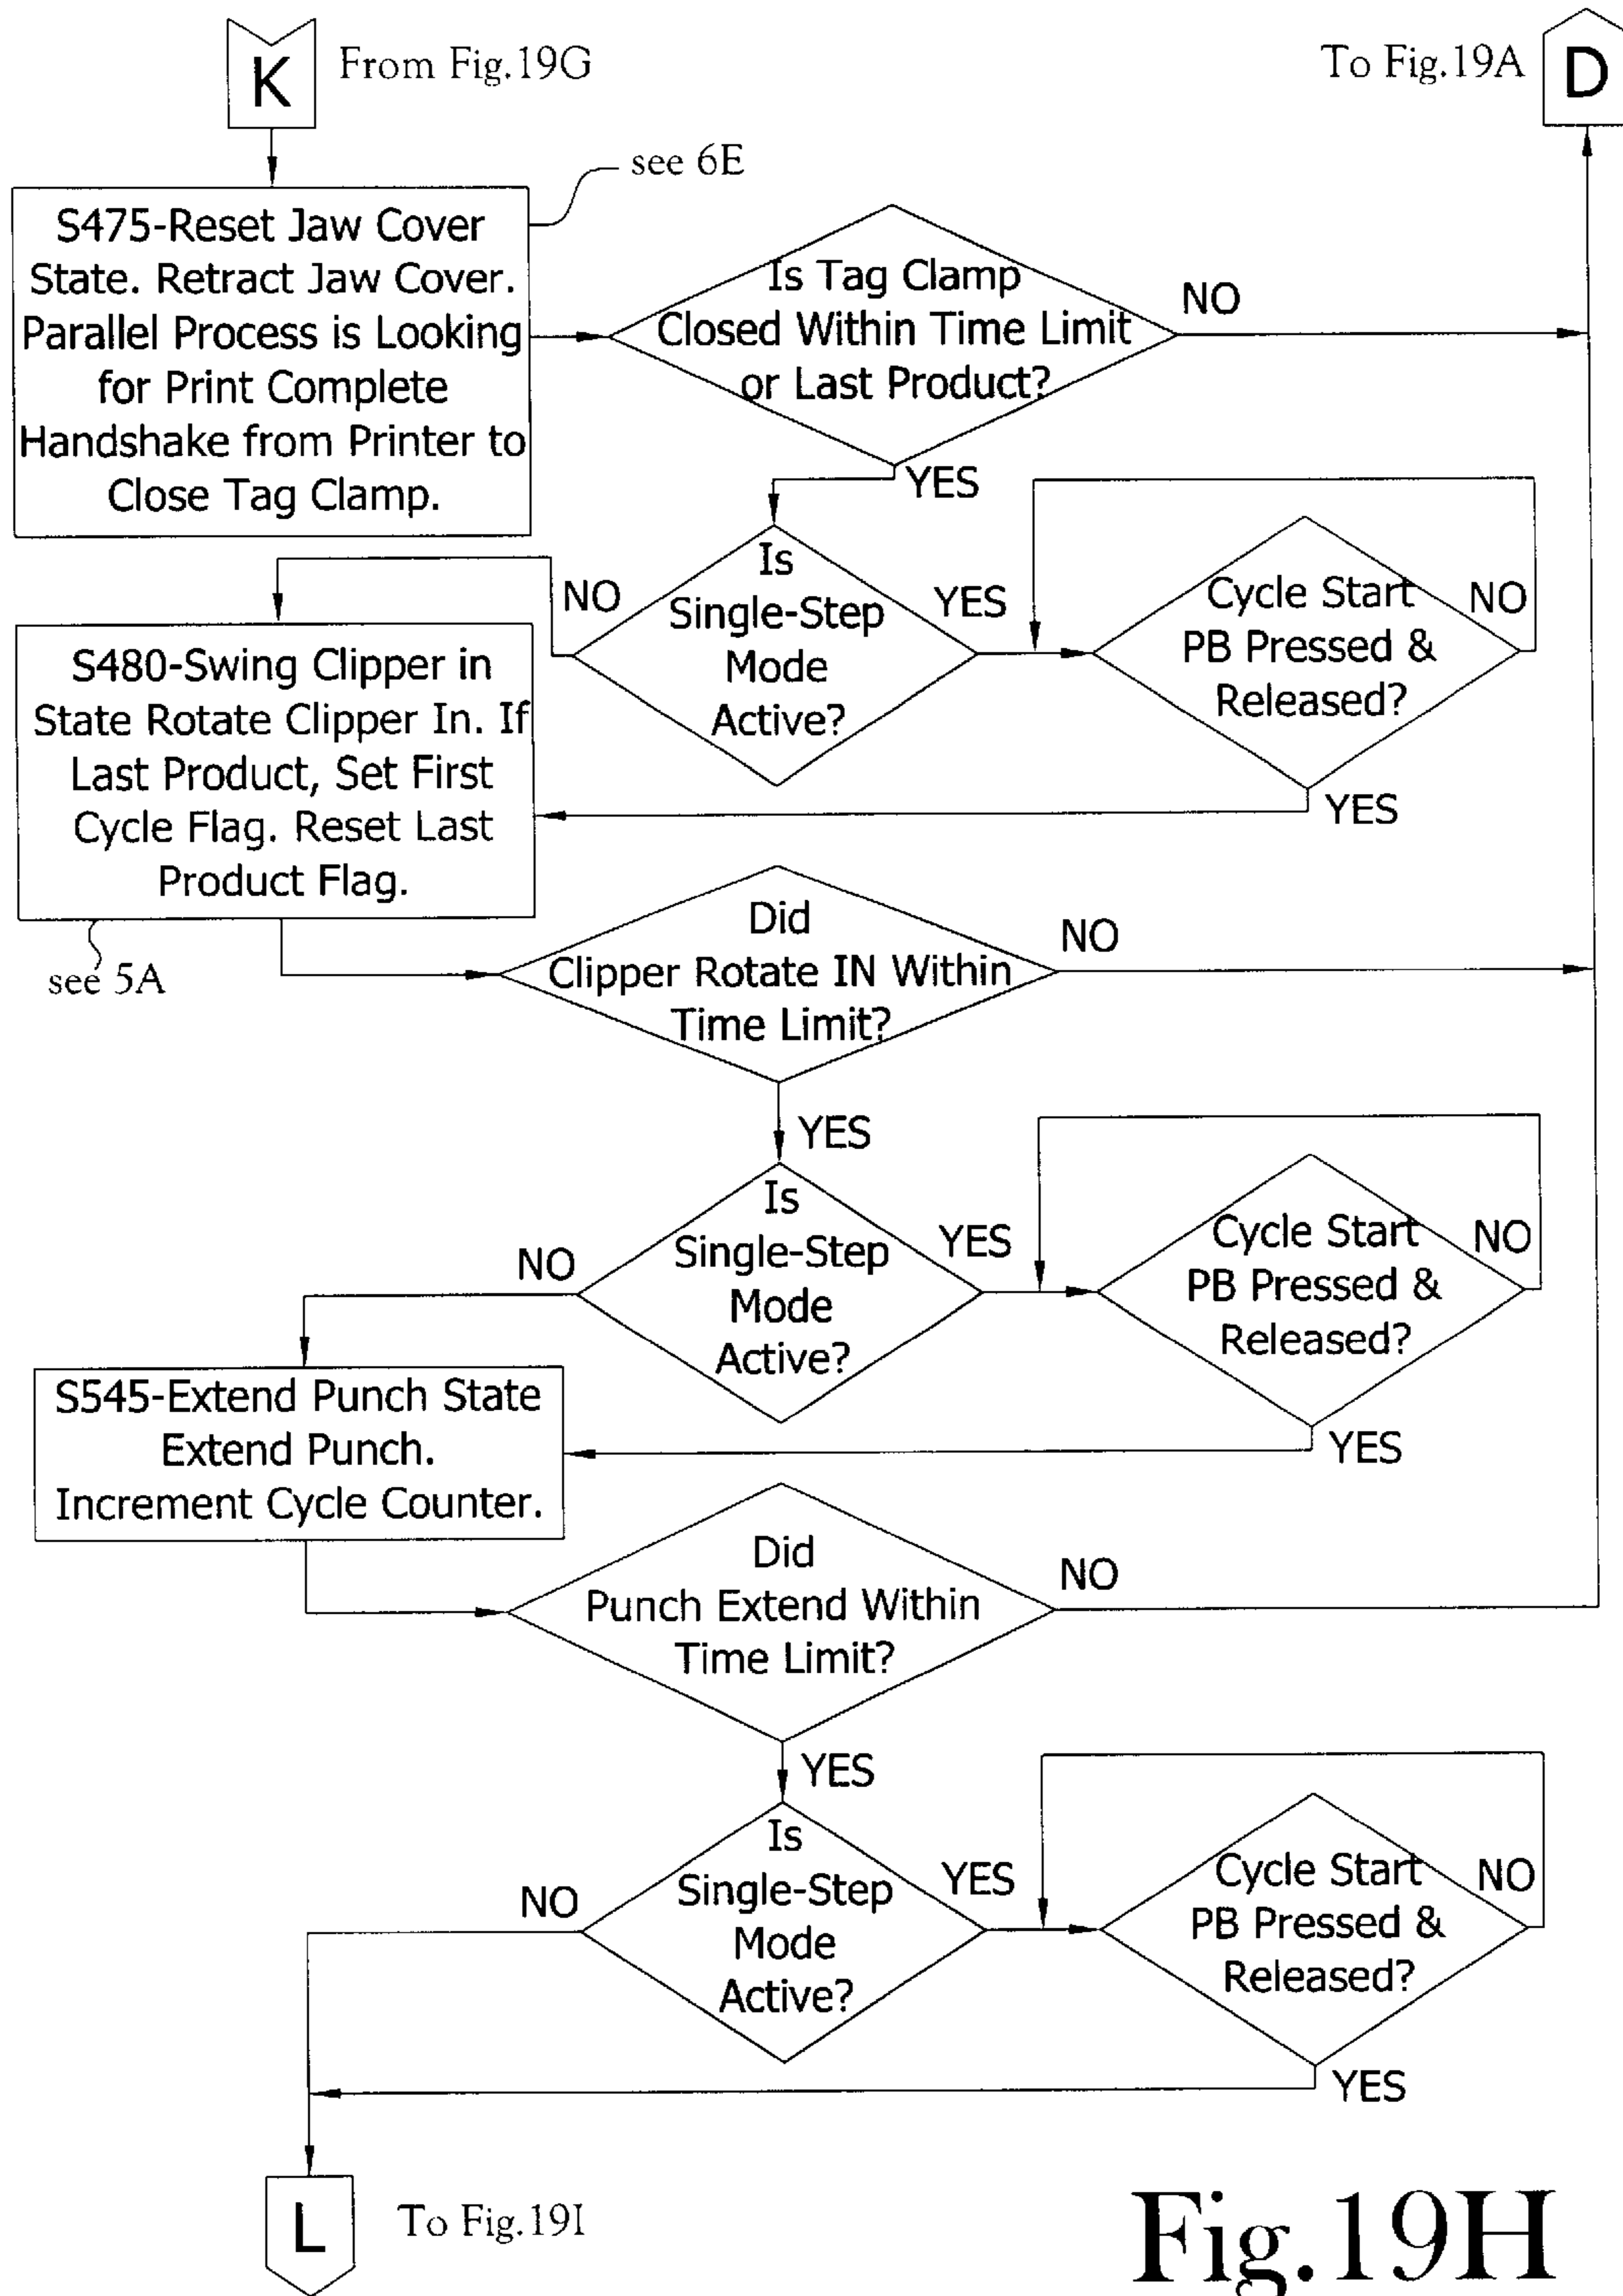 K
From Fig.19G
To Fig.19A
D
see 6E
S475-Reset Jaw Cover
State. Retract Jaw Cover.
Parallel Process is Looking
for Print Complete
Handshake from Printer to
Close Tag Clamp.
Is Tag Clamp
Closed Within Time Limit
or Last Product?
NO
YES
Is
Single-Step
Mode
Active?
NO
YES
Cycle Start
PB Pressed &
Released?
NO
YES
S480-Swing Clipper in
State Rotate Clipper In. If
Last Product, Set First
Cycle Flag. Reset Last
Product Flag.
see 5A
Did
Clipper Rotate IN Within
Time Limit?
NO
YES
Is
Single-Step
Mode
Active?
NO
YES
Cycle Start
PB Pressed &
Released?
NO
YES
S545-Extend Punch State
Extend Punch.
Increment Cycle Counter.
Did
Punch Extend Within
Time Limit?
NO
YES
Is
Single-Step
Mode
Active?
NO
YES
Cycle Start
PB Pressed &
Released?
NO
YES
L
To Fig.19I
Fig.19H